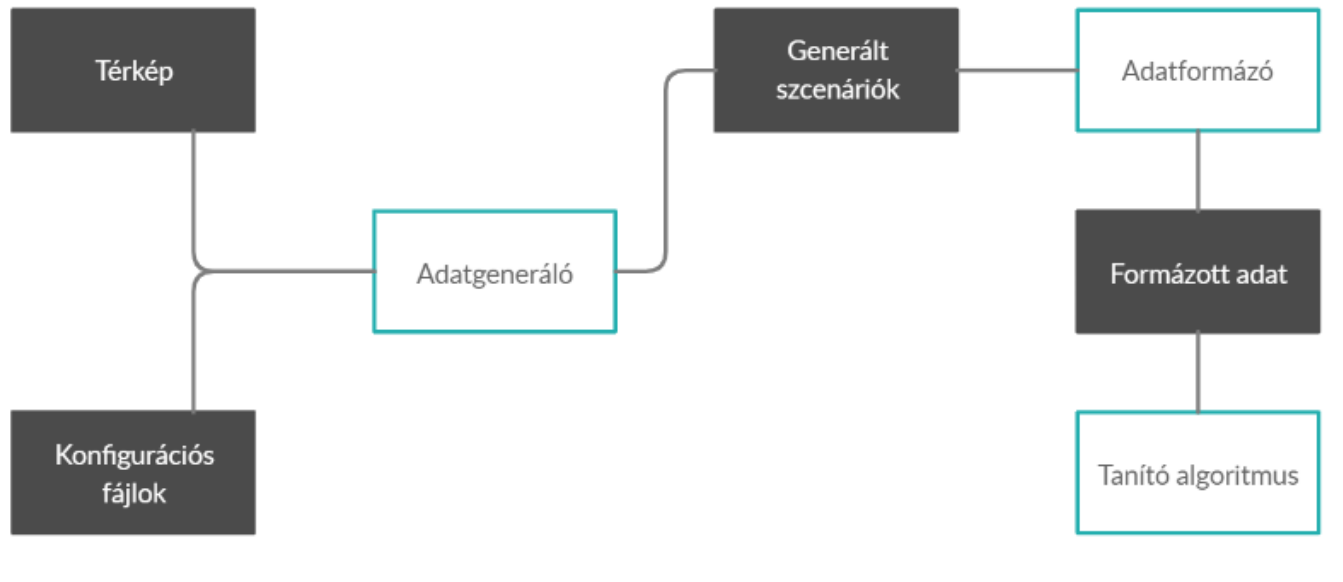 Térkép
Generált
szcenáriók
Adatformázó
Adatgeneráló
Formázott adat
Konfigurációs
fájlok
Tanító algoritmus